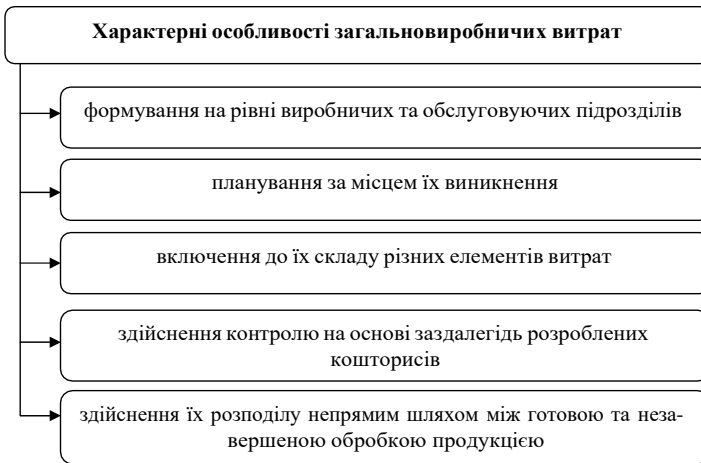 Характерні особливості загальновиробничих витрат
формування на рівні виробничих та обслуговуючих підрозділів
планування за місцем їх виникнення
включення до їх складу різних елементів витрат
здійснення контролю на основі заздалегідь розроблених
кошторисів
здійснення їх розподілу непрямим шляхом між готовою та неза-
вершеною обробкою продукцією